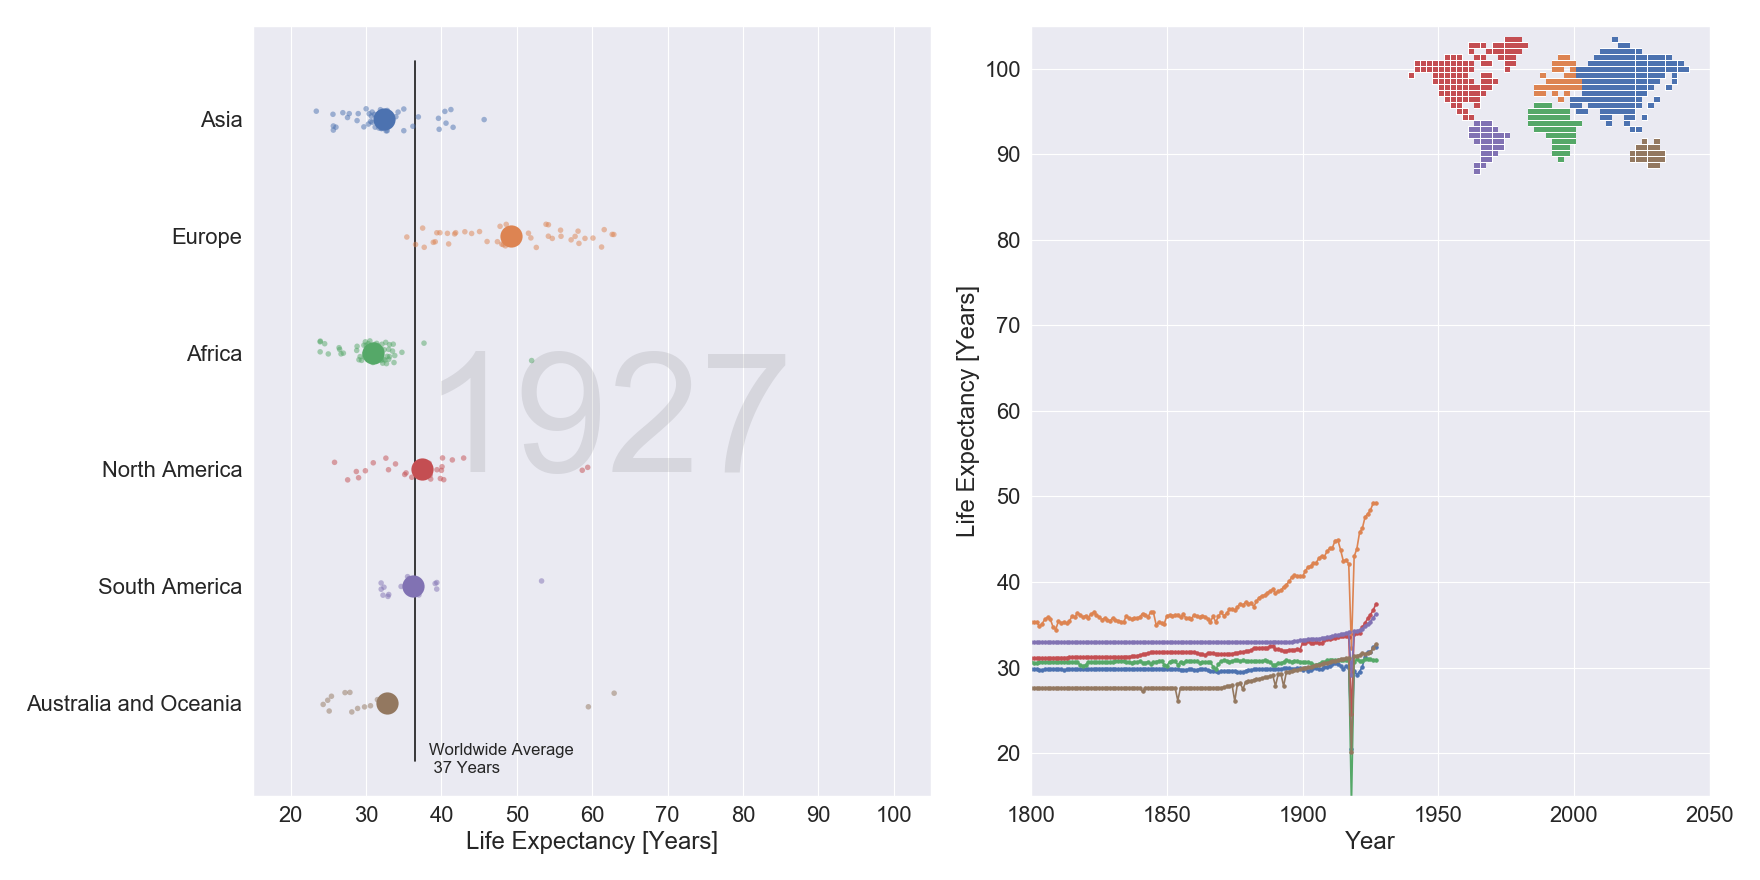 Asia
Europe
Africa
North America
South America
Australia and Oceania
1927
Worldwide Average
37 Years
20 30 40 50 60 70 80 90 100
Life Expectancy [Years]
Life Expectancy [Years]
100
90
80
70
60
50
40
30
20
1800 1850 1900 1950 2000 2050
Year